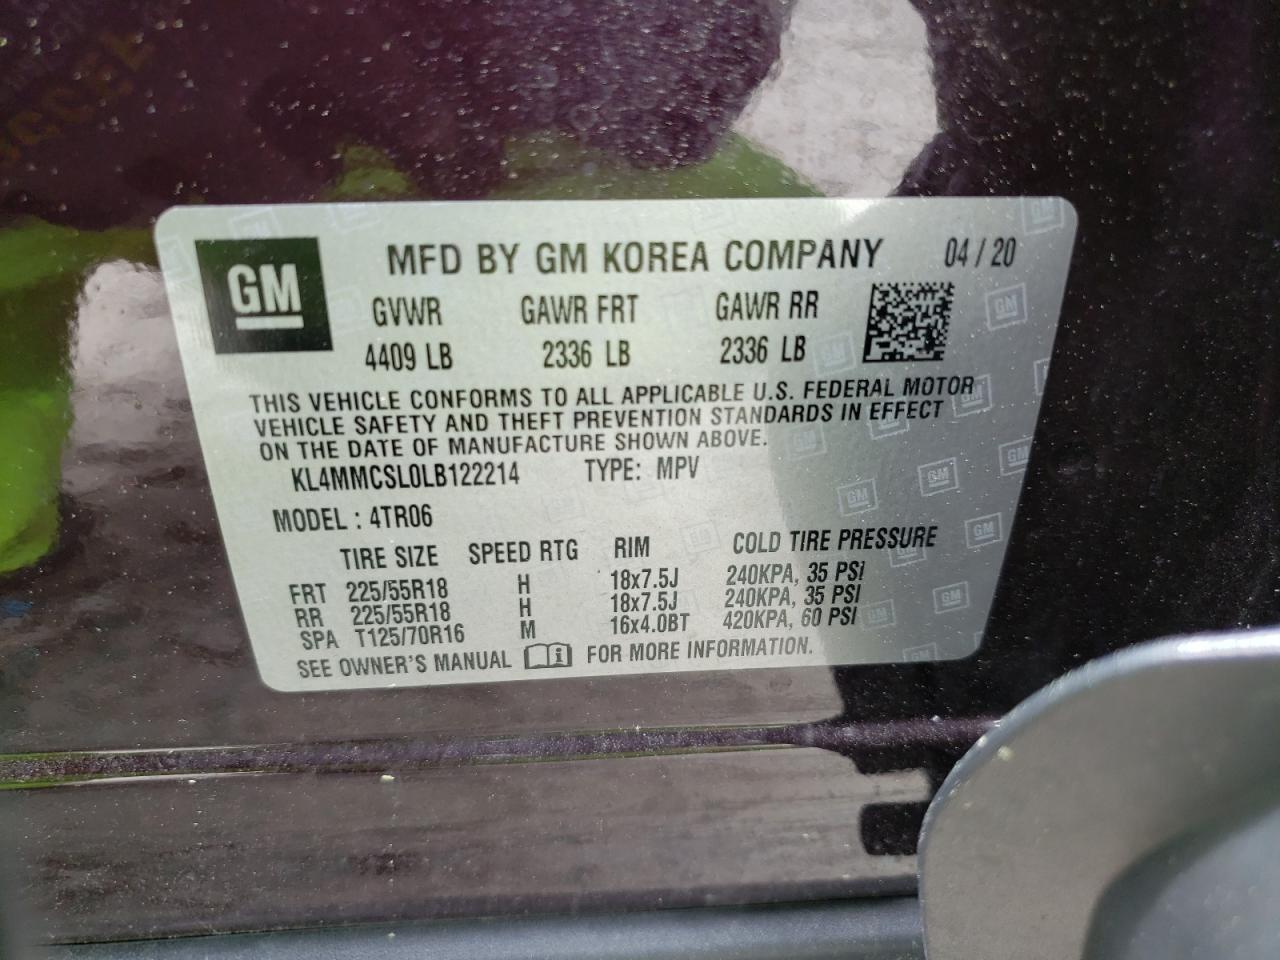 GM
MFD BY GM KOREA COMPANY 04 / 20
GVWR GAWR FRT GAWR RR
4409 LB 2336 LB 2336 LB
THIS VEHICLE CONFORMS TO ALL APPLICABLE U.S. FEDERAL MOTOR
VEHICLE SAFETY AND THEFT PREVENTION STANDARDS IN EFFECT
ON THE DATE OF MANUFACTURE SHOWN ABOVE.
KL4MMCSL0LB122214 TYPE: MPV
MODEL : 4TR06
TIRE SIZE SPEED RTG RIM COLD TIRE PRESSURE
FRT 225/55R18 H 18x7.5J 240KPA, 35 PSI
RR 225/55R18 H 18x7.5J 240KPA, 35 PSI
SPA T125/70R16 M 16x4.0BT 420KPA, 60 PSI
SEE OWNER'S MANUAL i FOR MORE INFORMATION.